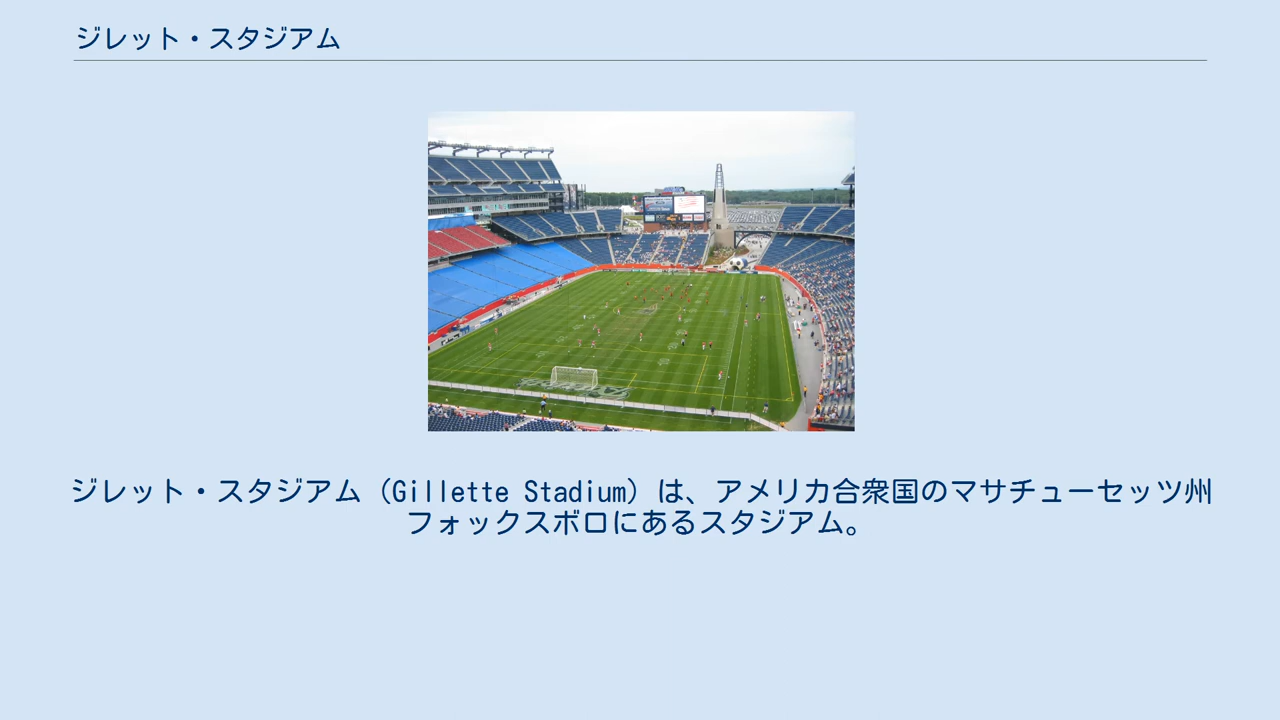 ジレット・スタジアム
ジレット・スタジアム（Gillette Stadium）は、アメリカ合衆国のマサチューセッツ州
フォックスボロにあるスタジアム。